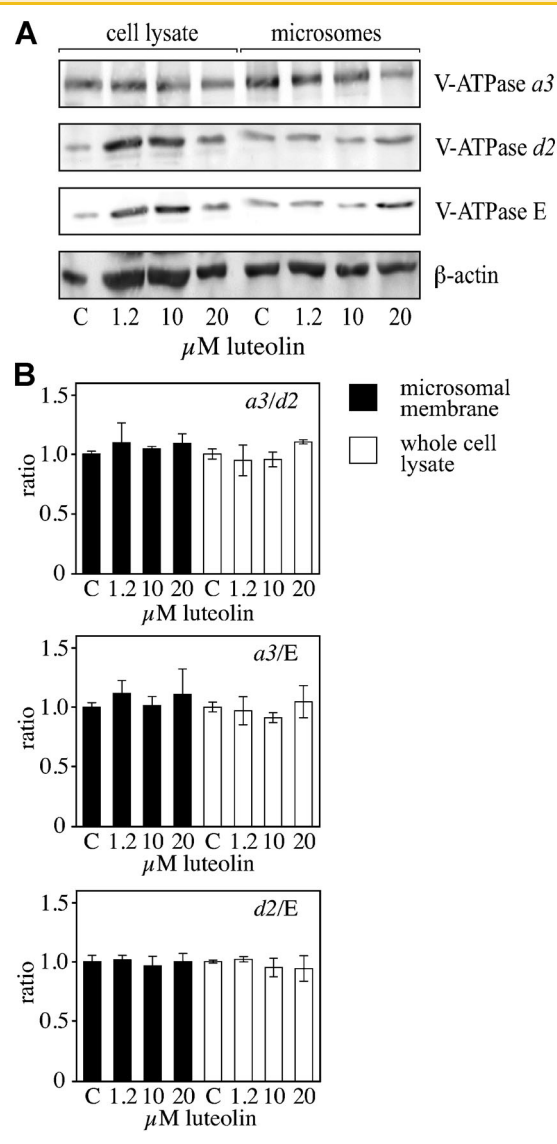 A
cell lysate microsomes
V-ATPase a3
V-ATPase d2
V-ATPase E
β-actin
C 1.2 10 20 C 1.2 10 20
µM luteolin
B
1.5
1.0
0.5
0
ratio
a3/d2
C 1.2 10 20 C 1.2 10 20
µM luteolin
microsomal
membrane
whole cell
lysate
1.5
1.0
0.5
0
ratio
a3/E
C 1.2 10 20 C 1.2 10 20
µM luteolin
1.5
1.0
0.5
0
ratio
d2/E
C 1.2 10 20 C 1.2 10 20
µM luteolin